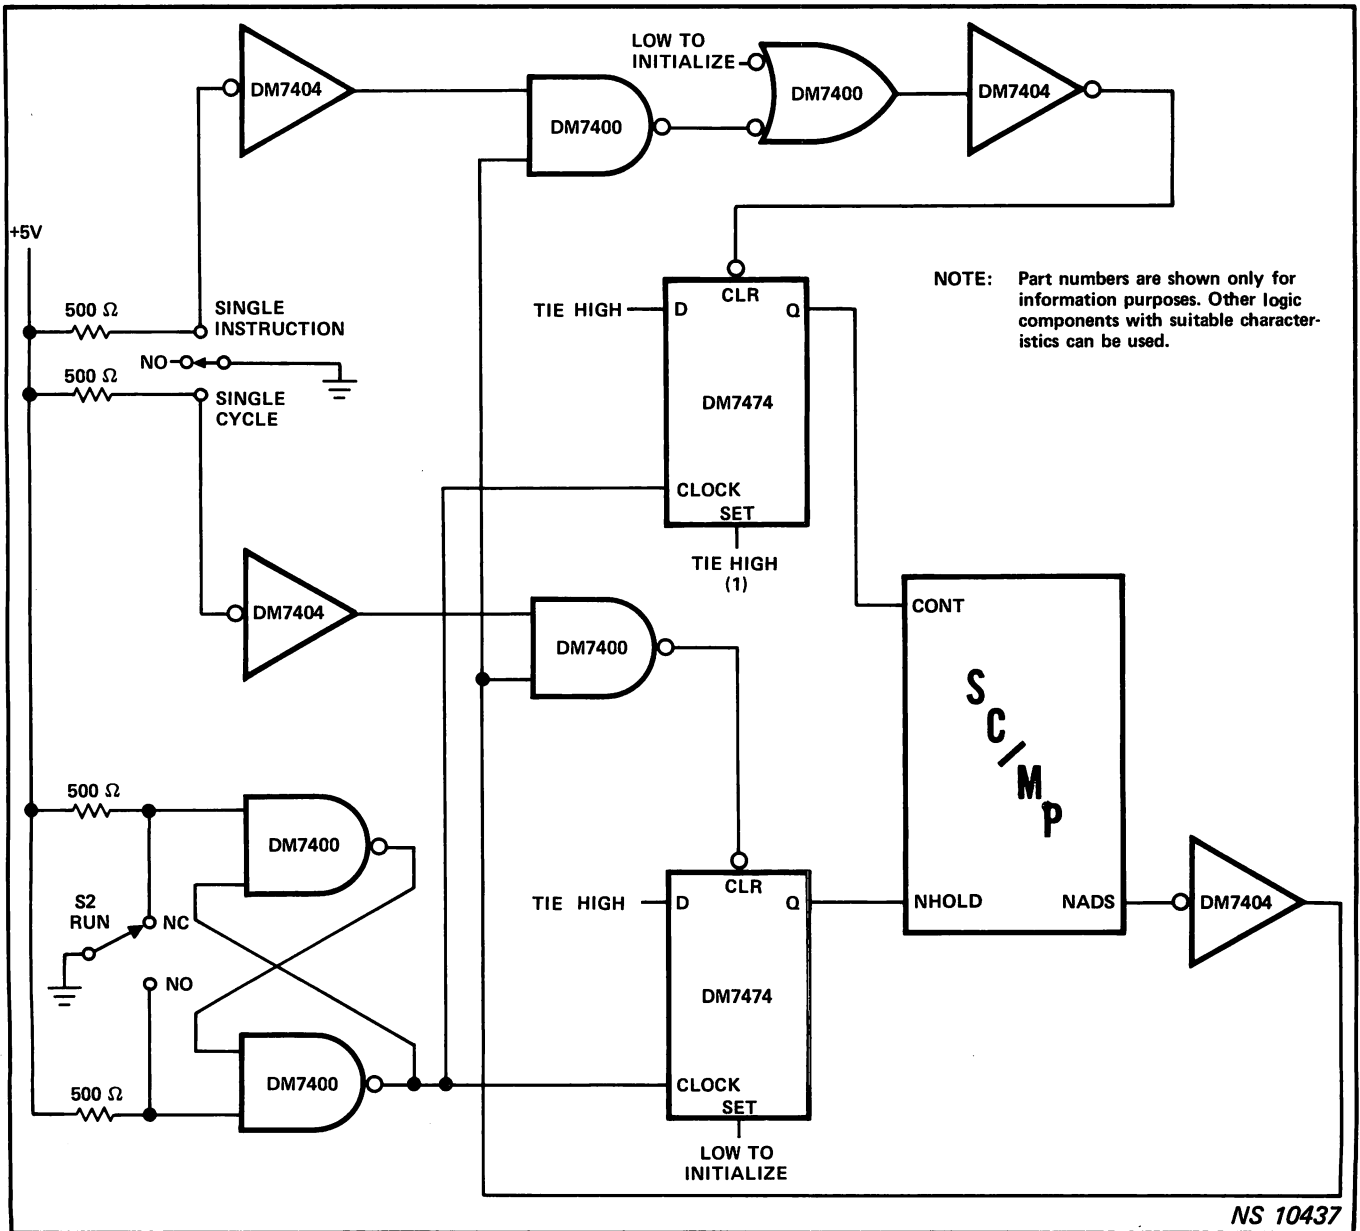 LOW TO
INITIALIZE
DM7404
DM7400
DM7400
DM7404
+5V
500 Ω
SINGLE
INSTRUCTION
NO
500 Ω
SINGLE
CYCLE
TIE HIGH
CLR
D
Q
DM7474
CLOCK
SET
TIE HIGH
(1)
NOTE: Part numbers are shown only for
information purposes. Other logic
components with suitable character-
istics can be used.
DM7404
DM7400
CONT
SC/MP
NHOLD
NADS
DM7404
500 Ω
DM7400
S2
RUN
NC
NO
500 Ω
DM7400
TIE HIGH
CLR
D
Q
DM7474
CLOCK
SET
LOW TO
INITIALIZE
NS 10437